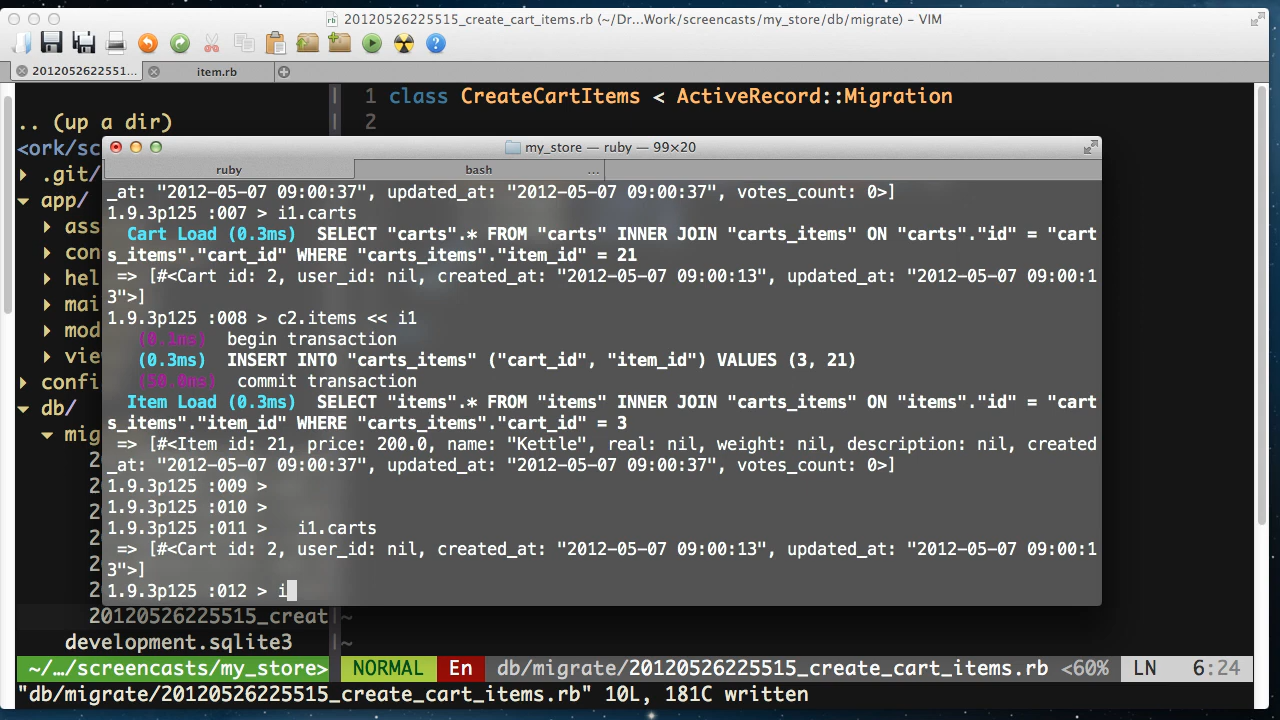 20120526225515_create_cart_items.rb (~/Dr...Work/screencasts/my_store/db/migrate) - VIM
2012052622551... item.rb
.. (up a dir)
<ork/sc
.git/
app/
ass
con
hel
mai
mod
vie
config
db/
mig
20
2
2
2
2
2
20120526225515_creat
development.sqlite3
1 class CreateCartItems < ActiveRecord::Migration
2
my_store — ruby — 99×20
ruby bash ...
_at: "2012-05-07 09:00:37", updated_at: "2012-05-07 09:00:37", votes_count: 0>]
1.9.3p125 :007 > i1.carts
Cart Load (0.3ms) SELECT "carts".* FROM "carts" INNER JOIN "carts_items" ON "carts"."id" = "cart
s_items"."cart_id" WHERE "carts_items"."item_id" = 21
=> [#<Cart id: 2, user_id: nil, created_at: "2012-05-07 09:00:13", updated_at: "2012-05-07 09:00:1
3">]
1.9.3p125 :008 > c2.items << i1
begin transaction
(0.3ms) INSERT INTO "carts_items" ("cart_id", "item_id") VALUES (3, 21)
commit transaction
Item Load (0.3ms) SELECT "items".* FROM "items" INNER JOIN "carts_items" ON "items"."id" = "cart
s_items"."item_id" WHERE "carts_items"."cart_id" = 3
=> [#<Item id: 21, price: 200.0, name: "Kettle", real: nil, weight: nil, description: nil, created
_at: "2012-05-07 09:00:37", updated_at: "2012-05-07 09:00:37", votes_count: 0>]
1.9.3p125 :009 >
1.9.3p125 :010 >
1.9.3p125 :011 > i1.carts
=> [#<Cart id: 2, user_id: nil, created_at: "2012-05-07 09:00:13", updated_at: "2012-05-07 09:00:1
3">]
1.9.3p125 :012 > i
~
~
~/…/screencasts/my_store> NORMAL En db/migrate/20120526225515_create_cart_items.rb <60% LN 6:24
"db/migrate/20120526225515_create_cart_items.rb" 10L, 181C written